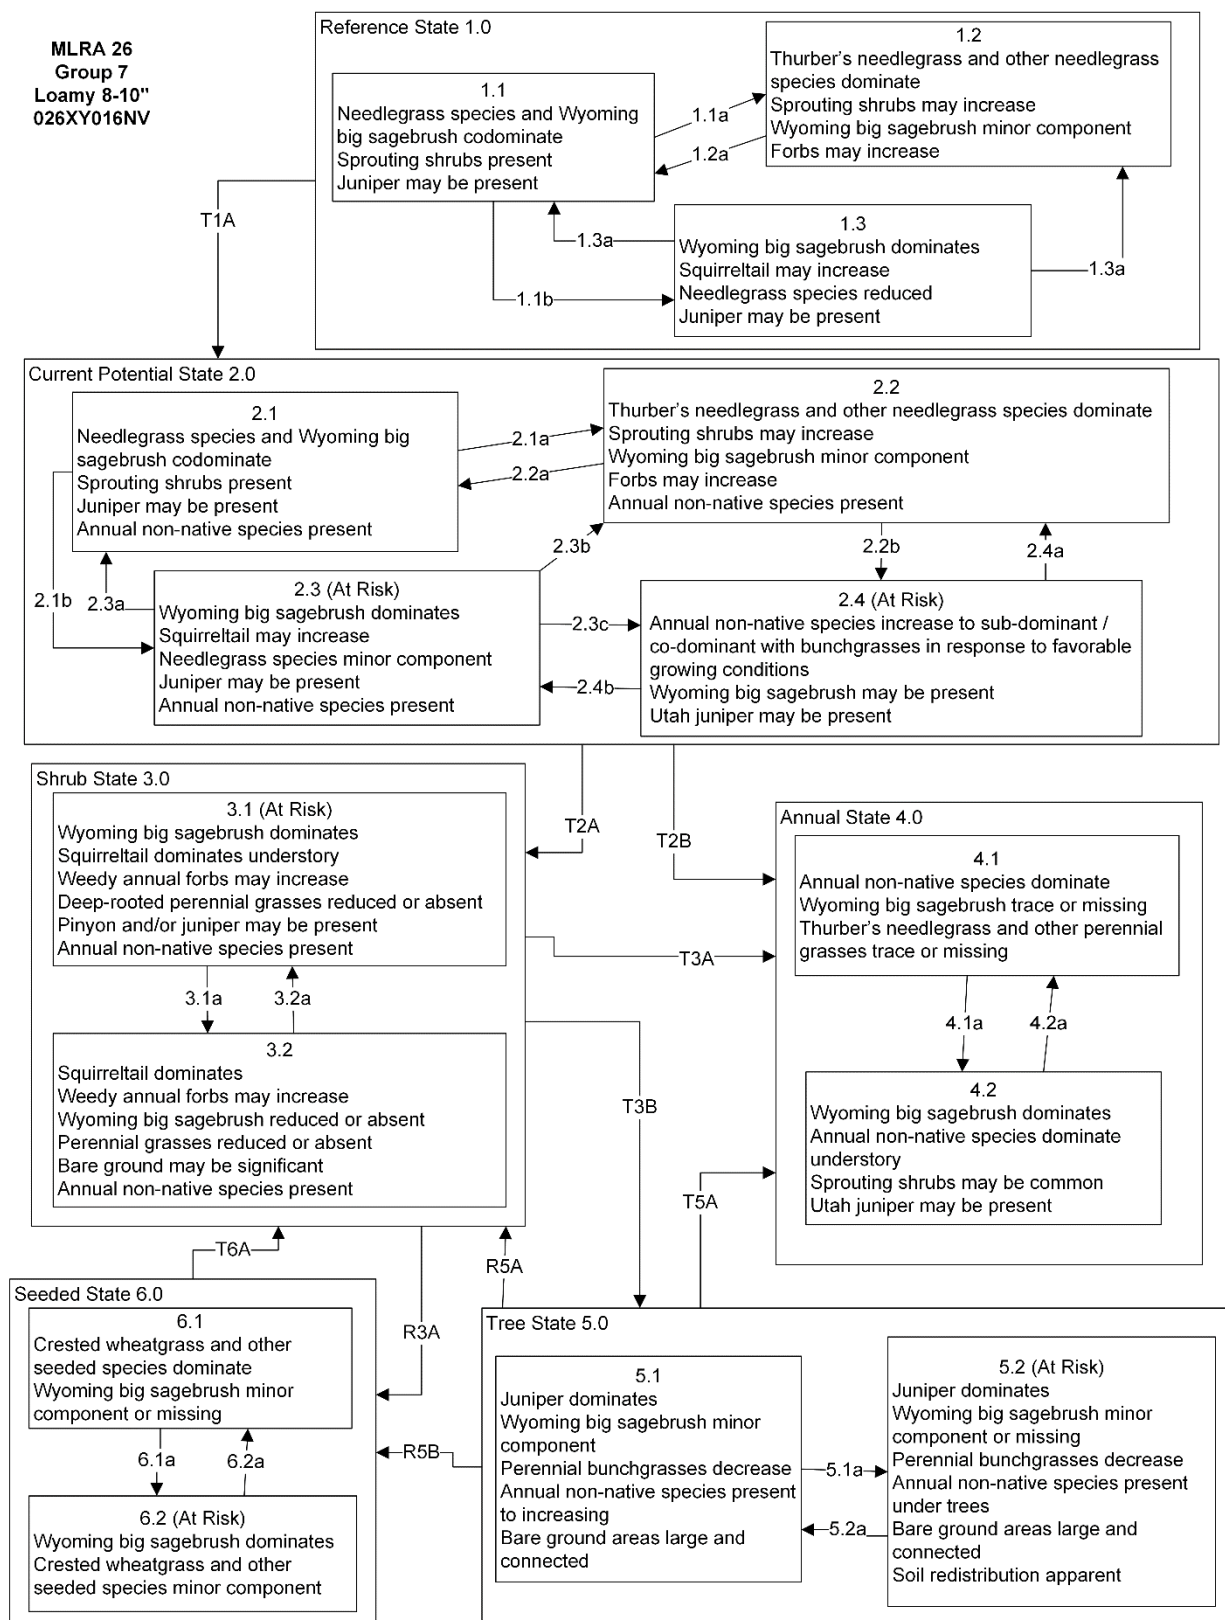 MLRA 26
Group 7
Loamy 8-10"
026XY016NV
Reference State 1.0
1.1
Needlegrass species and Wyoming
big sagebrush codominate
Sprouting shrubs present
Juniper may be present
1.2
Thurber's needlegrass and other needlegrass
species dominate
Sprouting shrubs may increase
Wyoming big sagebrush minor component
Forbs may increase
1.1a
1.2a
1.3
Wyoming big sagebrush dominates
Squirreltail may increase
Needlegrass species reduced
Juniper may be present
1.3a
1.3a
1.1b
T1A
Current Potential State 2.0
2.1
Needlegrass species and Wyoming big
sagebrush codominate
Sprouting shrubs present
Juniper may be present
Annual non-native species present
2.2
Thurber's needlegrass and other needlegrass species dominate
Sprouting shrubs may increase
Wyoming big sagebrush minor component
Forbs may increase
Annual non-native species present
2.1a
2.2a
2.3b
2.2b
2.4a
2.1b
2.3a
2.3 (At Risk)
Wyoming big sagebrush dominates
Squirreltail may increase
Needlegrass species minor component
Juniper may be present
Annual non-native species present
2.3c
2.4b
2.4 (At Risk)
Annual non-native species increase to sub-dominant /
co-dominant with bunchgrasses in response to favorable
growing conditions
Wyoming big sagebrush may be present
Utah juniper may be present
T2A
T2B
Shrub State 3.0
3.1 (At Risk)
Wyoming big sagebrush dominates
Squirreltail dominates understory
Weedy annual forbs may increase
Deep-rooted perennial grasses reduced or absent
Pinyon and/or juniper may be present
Annual non-native species present
3.1a
3.2a
3.2
Squirreltail dominates
Weedy annual forbs may increase
Wyoming big sagebrush reduced or absent
Perennial grasses reduced or absent
Bare ground may be significant
Annual non-native species present
T3A
T3B
Annual State 4.0
4.1
Annual non-native species dominate
Wyoming big sagebrush trace or missing
Thurber's needlegrass and other perennial
grasses trace or missing
4.1a
4.2a
4.2
Wyoming big sagebrush dominates
Annual non-native species dominate
understory
Sprouting shrubs may be common
Utah juniper may be present
T5A
T6A
R5A
R3A
R5B
Seeded State 6.0
6.1
Crested wheatgrass and other
seeded species dominate
Wyoming big sagebrush minor
component or missing
6.1a
6.2a
6.2 (At Risk)
Wyoming big sagebrush dominates
Crested wheatgrass and other
seeded species minor component
Tree State 5.0
5.1
Juniper dominates
Wyoming big sagebrush minor
component
Perennial bunchgrasses decrease
Annual non-native species present
to increasing
Bare ground areas large and
connected
5.1a
5.2a
5.2 (At Risk)
Juniper dominates
Wyoming big sagebrush minor
component or missing
Perennial bunchgrasses decrease
Annual non-native species present
under trees
Bare ground areas large and
connected
Soil redistribution apparent